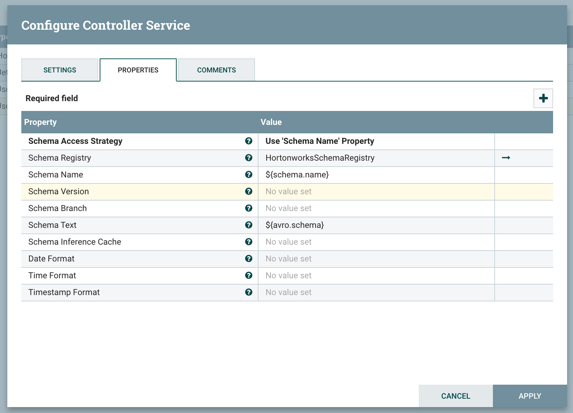 Configure Controller Service
SETTINGS PROPERTIES COMMENTS
Required field
Property Value
Schema Access Strategy Use 'Schema Name' Property
Schema Registry HortonworksSchemaRegistry
Schema Name ${schema.name}
Schema Version No value set
Schema Branch No value set
Schema Text ${avro.schema}
Schema Inference Cache No value set
Date Format No value set
Time Format No value set
Timestamp Format No value set
CANCEL APPLY